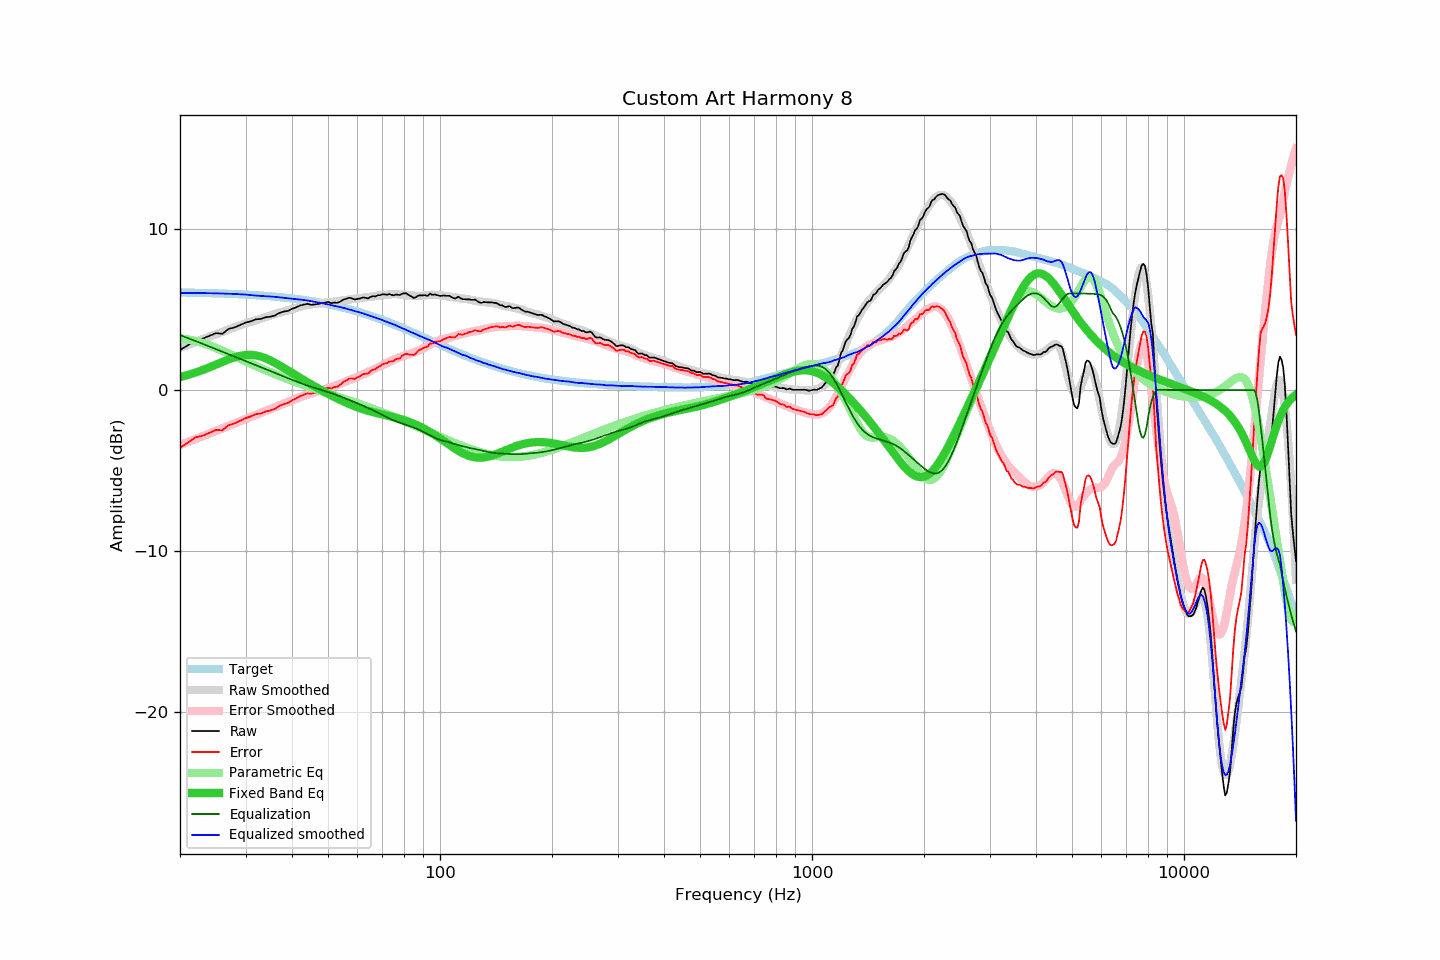 Custom Art Harmony 8
10
0
−10
−20
Amplitude (dBr)
Target
Raw Smoothed
Error Smoothed
Raw
Error
Parametric Eq
Fixed Band Eq
Equalization
Equalized smoothed
100
1000
10000
Frequency (Hz)